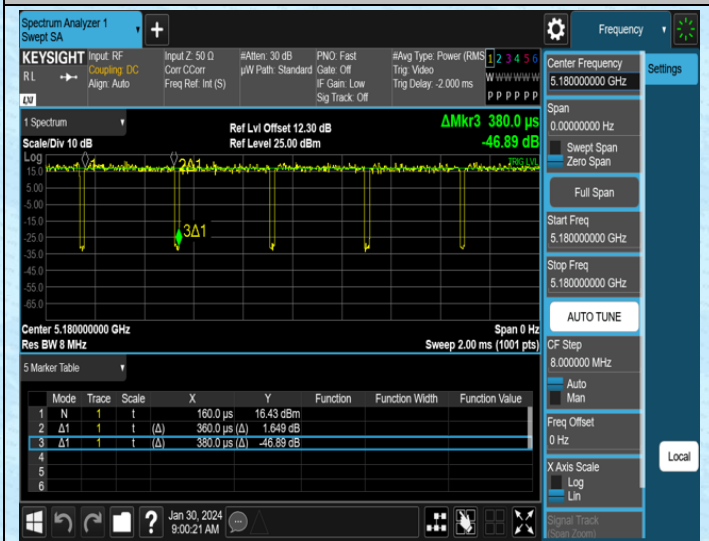 Spectrum Analyzer 1
Swept SA
Frequency
KEYSIGHT
Input: RF
Coupling: DC
Align: Auto
Input Z: 50 Ω
Corr CCorr
Freq Ref: Int (S)
#Atten: 30 dB
µW Path: Standard
PNO: Fast
Gate: Off
IF Gain: Low
Sig Track: Off
#Avg Type: Power (RMS
Trig: Video
Trig Delay: -2.000 ms
1 2 3 4 5 6
W W W W W W
P P P P P P
RL
LXI
1 Spectrum
Scale/Div 10 dB
Ref Lvl Offset 12.30 dB
Ref Level 25.00 dBm
ΔMkr3 380.0 µs
-46.89 dB
Log
15.0
5.00
-5.00
-15.0
-25.0
-35.0
-45.0
-55.0
-65.0
2Δ1
3Δ1
TRIG LVL
Center 5.180000000 GHz
Res BW 8 MHz
Span 0 Hz
Sweep 2.00 ms (1001 pts)
5 Marker Table
Mode Trace Scale X Y Function Function Width Function Value
1 N 1 t 160.0 µs 16.43 dBm
2 Δ1 1 t (Δ) 360.0 µs (Δ) 1.649 dB
3 Δ1 1 t (Δ) 380.0 µs (Δ) -46.89 dB
4
5
6
Jan 30, 2024
9:00:21 AM
Center Frequency
5.180000000 GHz
Settings
Span
0.00000000 Hz
Swept Span
Zero Span
Full Span
Start Freq
5.180000000 GHz
Stop Freq
5.180000000 GHz
AUTO TUNE
CF Step
8.000000 MHz
Auto
Man
Freq Offset
0 Hz
Local
X Axis Scale
Log
Lin
Signal Track
(Span Zoom)